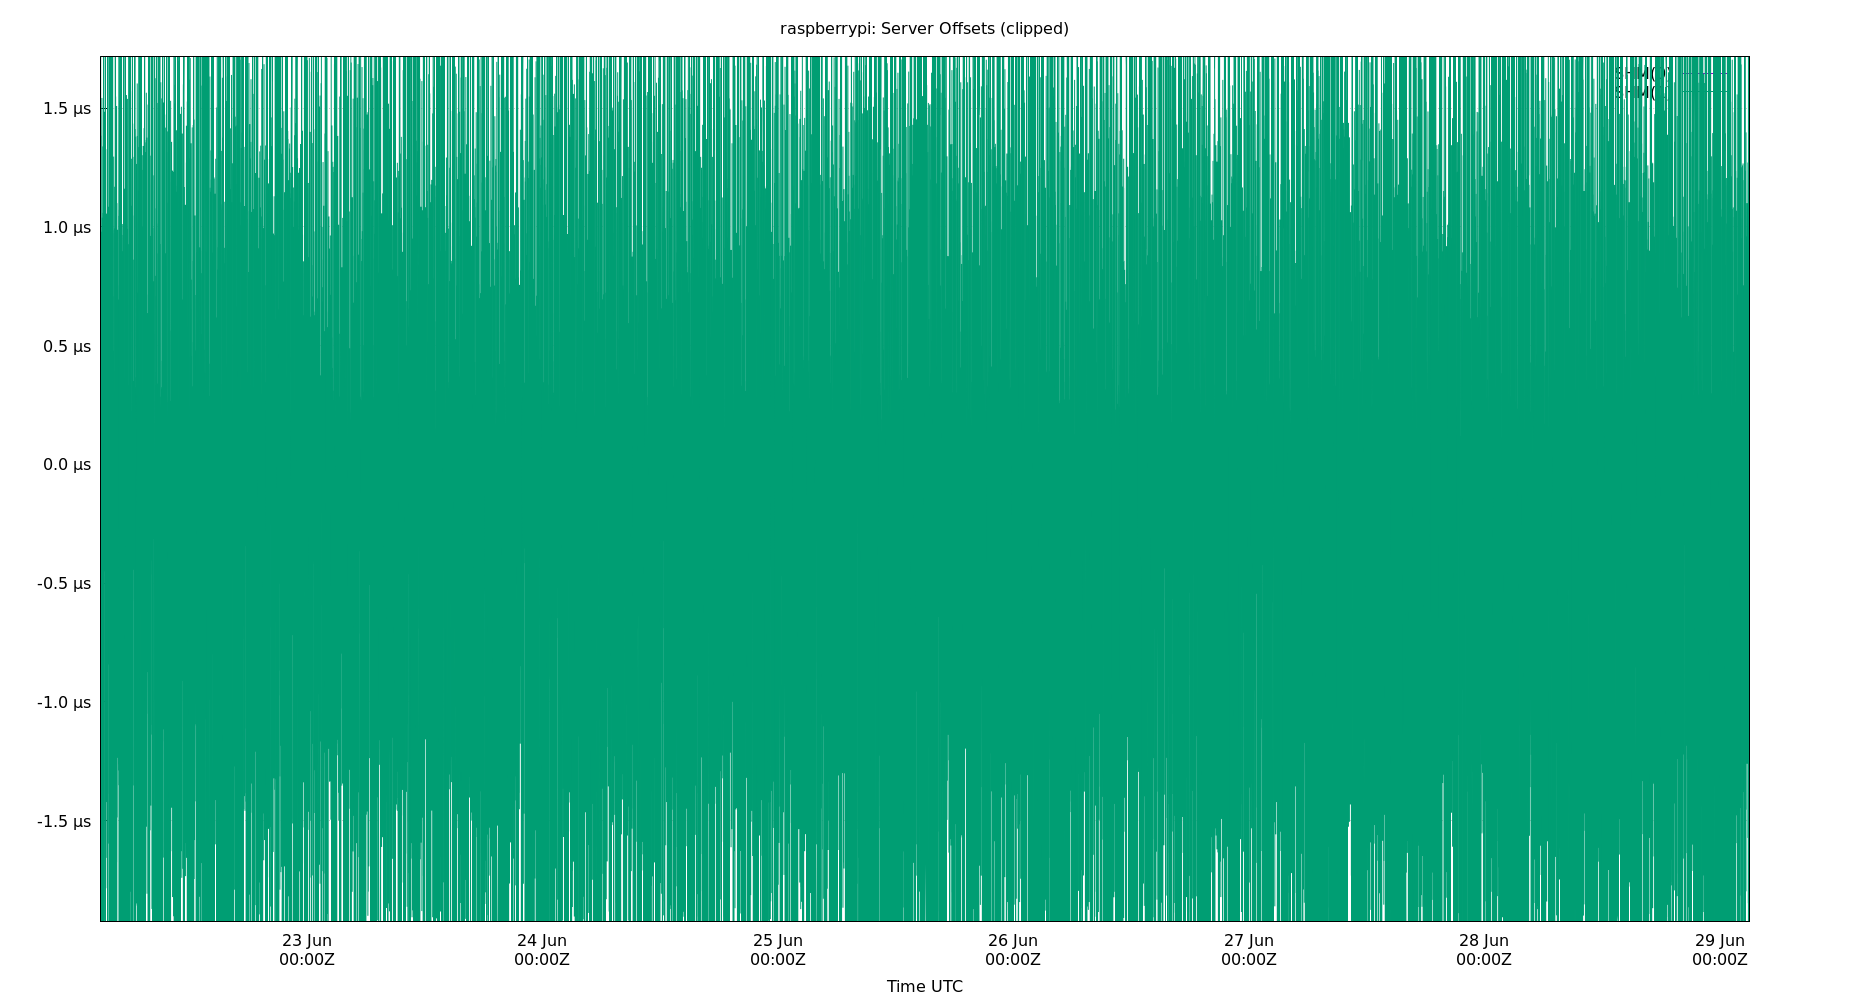 raspberrypi: Server Offsets (clipped)
1.5 µs
1.0 µs
0.5 µs
0.0 µs
-0.5 µs
-1.0 µs
-1.5 µs
23 Jun
00:00Z
24 Jun
00:00Z
25 Jun
00:00Z
26 Jun
00:00Z
27 Jun
00:00Z
28 Jun
00:00Z
29 Jun
00:00Z
Time UTC